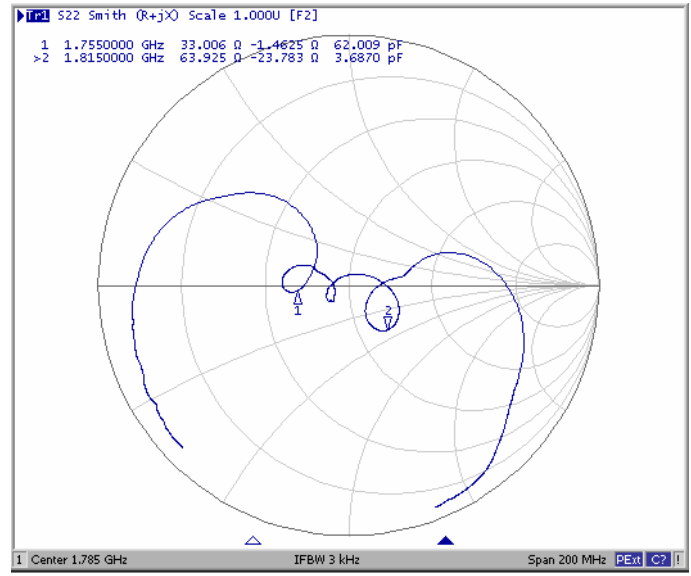 Tr1 S22 Smith (R+jX) Scale 1.000U [F2]
1 1.7550000 GHz 33.006 Ω -1.4625 Ω 62.009 pF
>2 1.8150000 GHz 63.925 Ω -23.783 Ω 3.6870 pF
1
2
1 Center 1.785 GHz IFBW 3 kHz Span 200 MHz PExt C? !